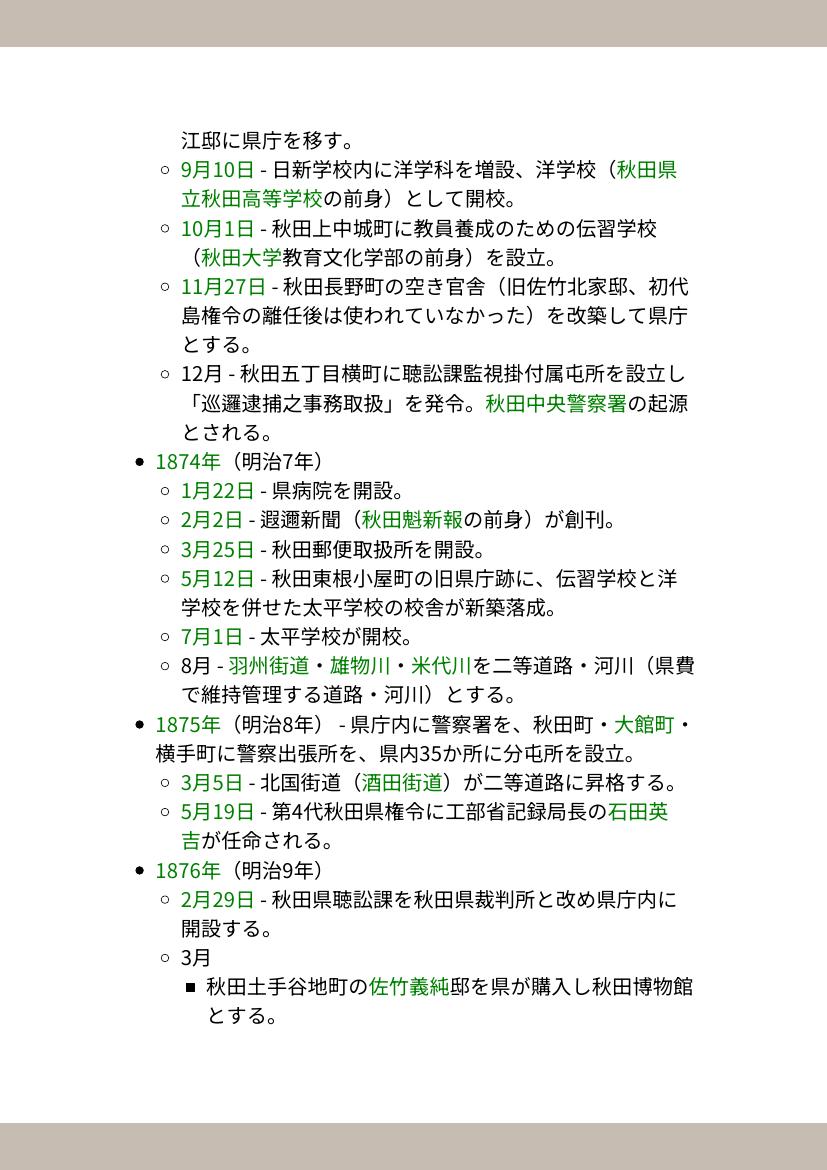 江邸に県庁を移す。
9月10日 - 日新学校内に洋学科を増設、洋学校（秋田県
立秋田高等学校の前身）として開校。
10月1日 - 秋田上中城町に教員養成のための伝習学校
（秋田大学教育文化学部の前身）を設立。
11月27日 - 秋田長野町の空き官舎（旧佐竹北家邸、初代
島権令の離任後は使われていなかった）を改築して県庁
とする。
12月 - 秋田五丁目横町に聴訟課監視掛付属屯所を設立し
「巡邏逮捕之事務取扱」を発令。秋田中央警察署の起源
とされる。
1874年（明治7年）
1月22日 - 県病院を開設。
2月2日 - 遐邇新聞（秋田魁新報の前身）が創刊。
3月25日 - 秋田郵便取扱所を開設。
5月12日 - 秋田東根小屋町の旧県庁跡に、伝習学校と洋
学校を併せた太平学校の校舎が新築落成。
7月1日 - 太平学校が開校。
8月 - 羽州街道・雄物川・米代川を二等道路・河川（県費
で維持管理する道路・河川）とする。
1875年（明治8年） - 県庁内に警察署を、秋田町・大館町・
横手町に警察出張所を、県内35か所に分屯所を設立。
3月5日 - 北国街道（酒田街道）が二等道路に昇格する。
5月19日 - 第4代秋田県権令に工部省記録局長の石田英
吉が任命される。
1876年（明治9年）
2月29日 - 秋田県聴訟課を秋田県裁判所と改め県庁内に
開設する。
3月
秋田土手谷地町の佐竹義純邸を県が購入し秋田博物館
とする。